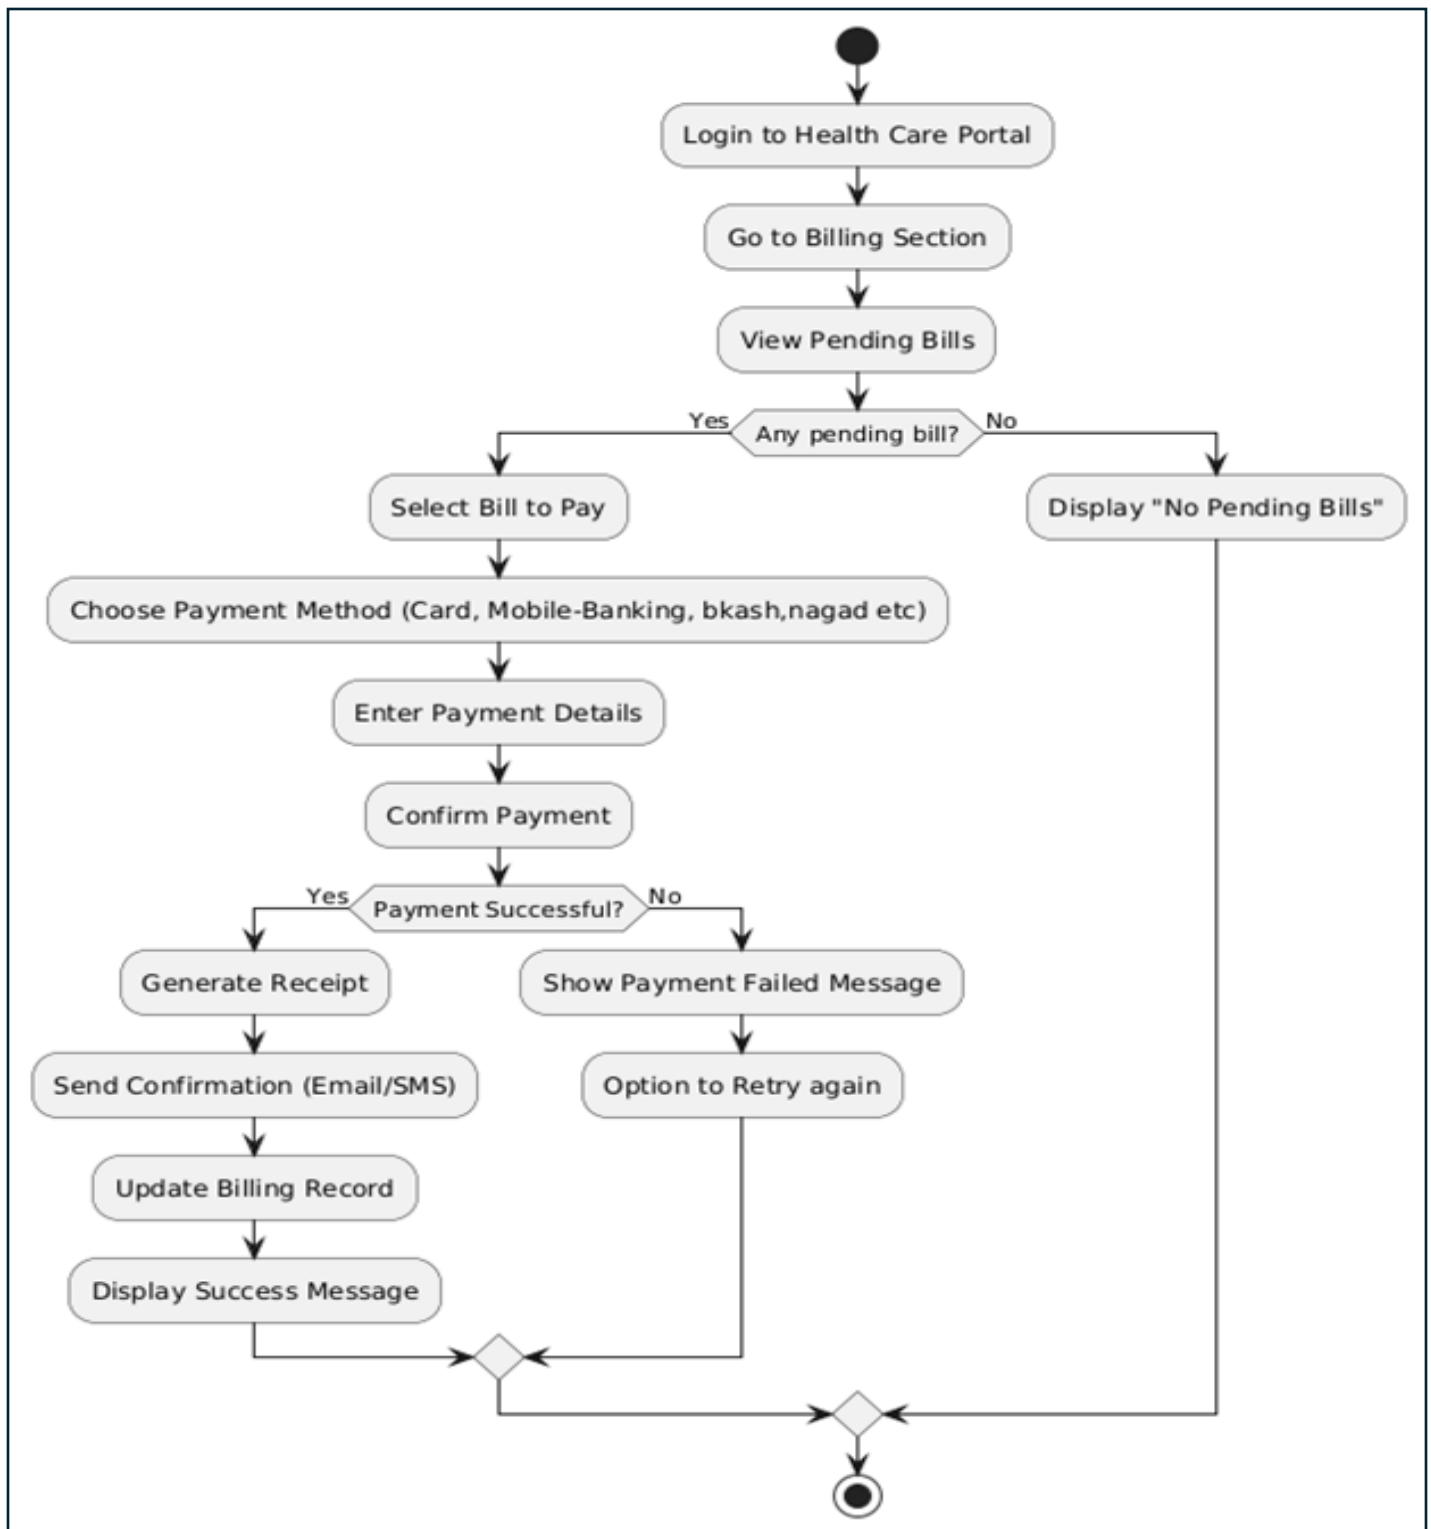 Login to Health Care Portal
Go to Billing Section
View Pending Bills
Yes
Any pending bill?
No
Select Bill to Pay
Display "No Pending Bills"
Choose Payment Method (Card, Mobile-Banking, bkash,nagad etc)
Enter Payment Details
Confirm Payment
Yes
Payment Successful?
No
Generate Receipt
Show Payment Failed Message
Send Confirmation (Email/SMS)
Option to Retry again
Update Billing Record
Display Success Message